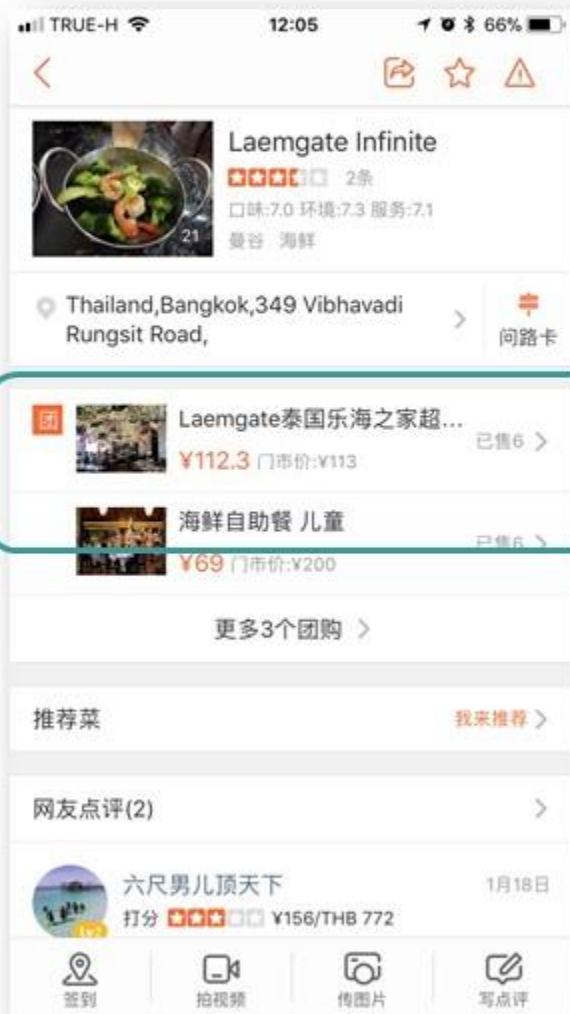 TRUE-H 12:05 66%
Laemgate Infinite
2条
口味:7.0 环境:7.3 服务:7.1
21
曼谷 海鲜
Thailand,Bangkok,349 Vibhavadi
Rungsit Road,
问路卡
团
Laemgate泰国乐海之家超...
已售6
¥112.3 门市价:¥113
海鲜自助餐 儿童
已售6
¥69 门市价:¥200
更多3个团购
推荐菜
我来推荐
网友点评(2)
六尺男儿顶天下
1月18日
打分 ¥156/THB 772
签到
拍视频
传图片
写点评